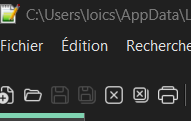 C:\Users\loics\AppData\L
Fichier Édition Recherche